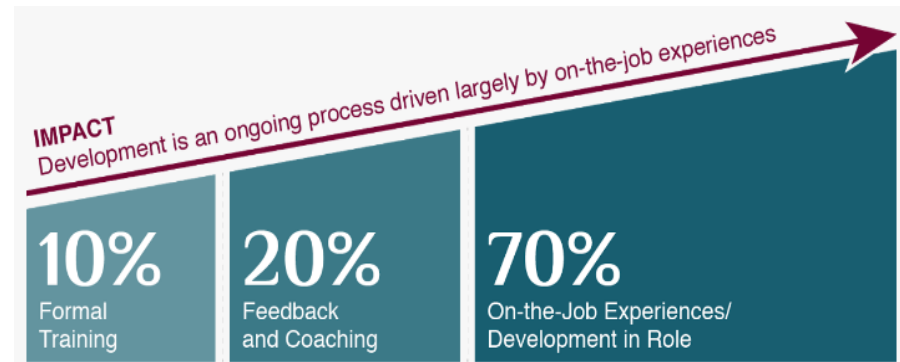 IMPACT
Development is an ongoing process driven largely by on-the-job experiences
10%
Formal
Training
20%
Feedback
and Coaching
70%
On-the-Job Experiences/
Development in Role